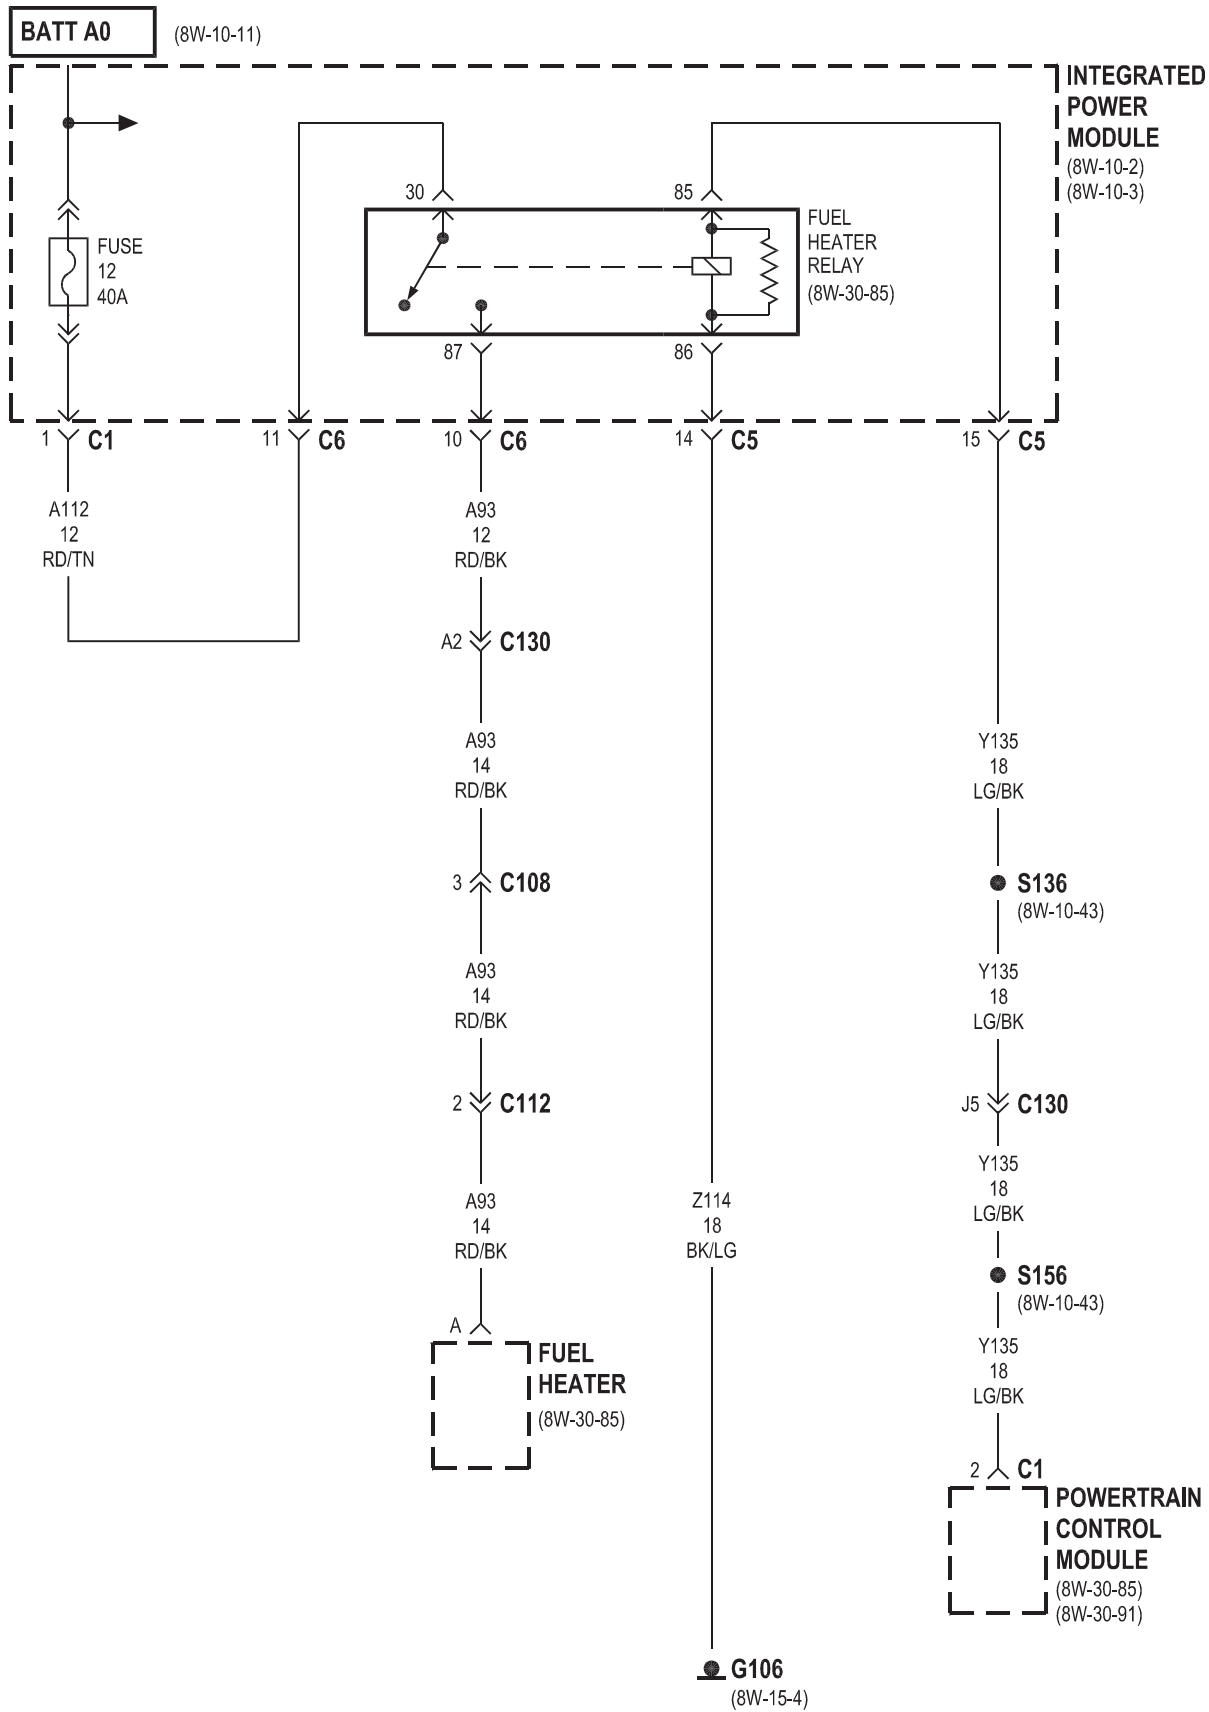 BATT A0
(8W-10-11)
INTEGRATED
POWER
MODULE
(8W-10-2)
(8W-10-3)
30
85
FUSE
12
40A
FUEL
HEATER
RELAY
(8W-30-85)
87
86
1 C1
11 C6
10 C6
14 C5
15 C5
A112
12
RD/TN
A93
12
RD/BK
A2 C130
A93
14
RD/BK
Y135
18
LG/BK
3 C108
S136
(8W-10-43)
A93
14
RD/BK
Y135
18
LG/BK
2 C112
J5 C130
A93
14
RD/BK
Z114
18
BK/LG
Y135
18
LG/BK
S156
(8W-10-43)
A
FUEL
HEATER
(8W-30-85)
Y135
18
LG/BK
2 C1
POWERTRAIN
CONTROL
MODULE
(8W-30-85)
(8W-30-91)
G106
(8W-15-4)